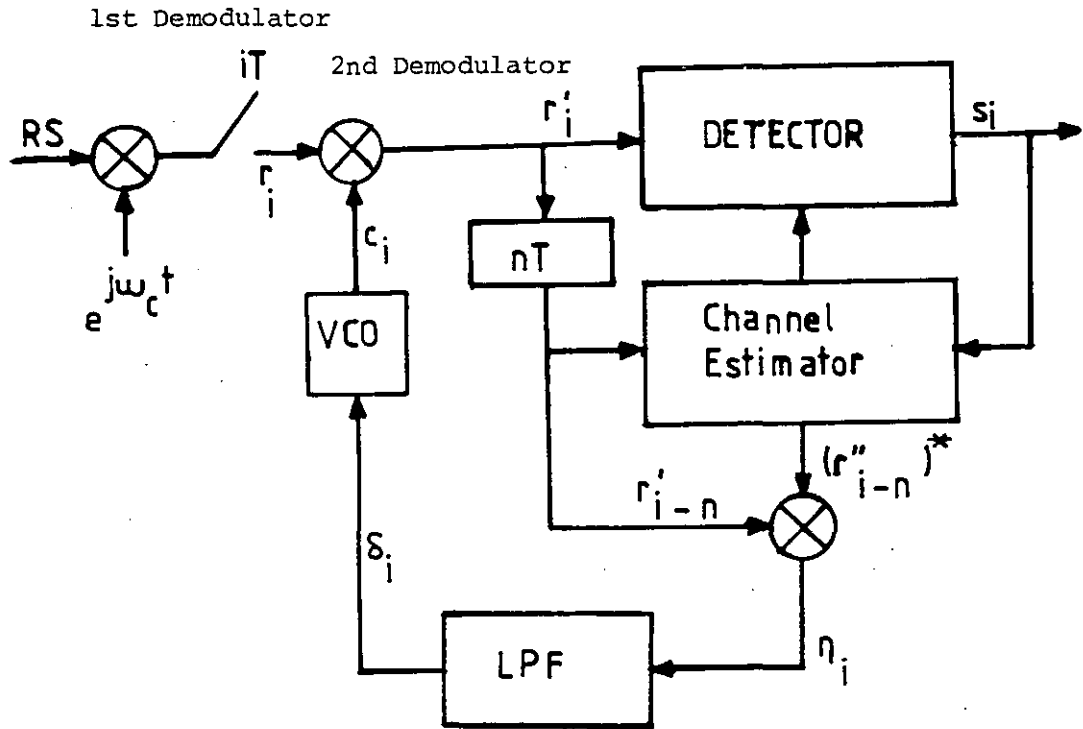 1st Demodulator
iT
2nd Demodulator
RS
r_i
r'_i
DETECTOR
s_i
e^{jω_c t}
c_i
nT
VCO
Channel
Estimator
(r''_{i-n})^*
r'_{i-n}
δ_i
LPF
η_i